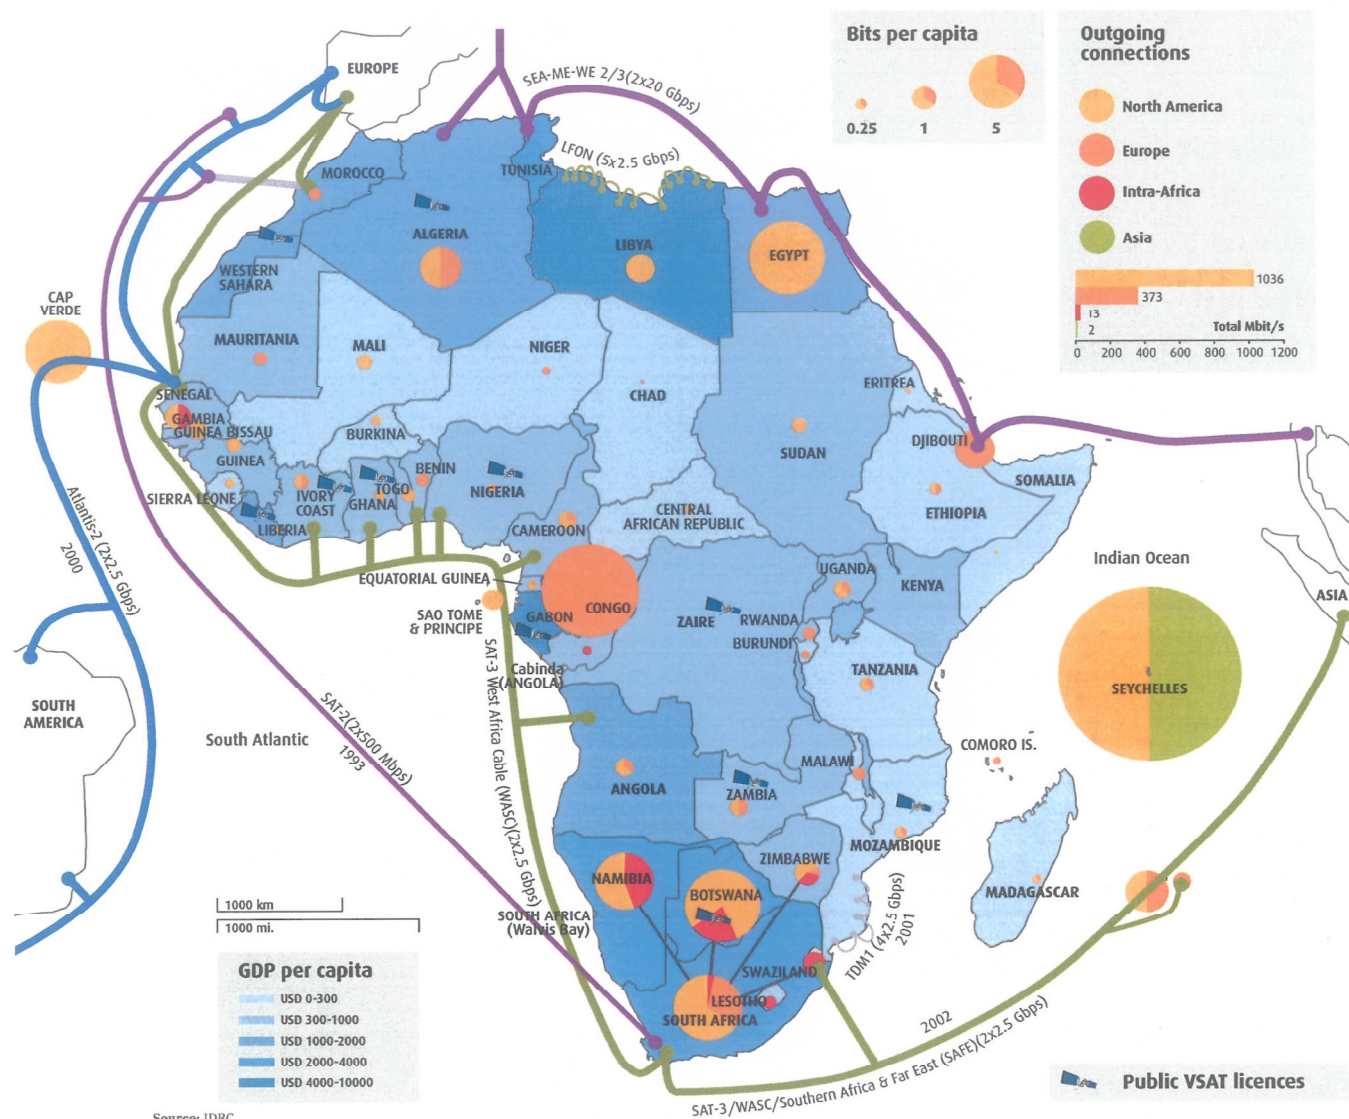 Bits per capita
0.25
1
5
Outgoing
connections
North America
Europe
Intra-Africa
Asia
1036
373
13
2
Total Mbit/s
0
200
400
600
800
1000
1200
EUROPE
SEA-ME-WE 2/3(2x20 Gbps)
LFON (5x2.5 Gbps)
MOROCCO
TUNISIA
ALGERIA
LIBYA
EGYPT
WESTERN
SAHARA
CAP
VERDE
MAURITANIA
MALI
NIGER
CHAD
ERITREA
SENEGAL
GAMBIA
GUINEA BISSAU
BURKINA
SUDAN
DJIBOUTI
GUINEA
BENIN
SOMALIA
SIERRA LEONE
IVORY
COAST
TOGO
GHANA
NIGERIA
ETHIOPIA
LIBERIA
CAMEROON
CENTRAL
AFRICAN REPUBLIC
Atlantis-2 (2x2.5 Gbps)
2000
EQUATORIAL GUINEA
UGANDA
KENYA
Indian Ocean
ASIA
SAO TOME
& PRINCIPE
GABON
CONGO
ZAIRE
RWANDA
BURUNDI
Cabinda
(ANGOLA)
TANZANIA
SEYCHELLES
SOUTH
AMERICA
South Atlantic
SAT-2(2x500 Mbps)
1993
SAT-3 West Africa Cable (WASC)(2x2.5 Gbps)
COMORO IS.
MALAWI
ANGOLA
ZAMBIA
MOZAMBIQUE
ZIMBABWE
NAMIBIA
BOTSWANA
MADAGASCAR
1000 km
1000 mi.
SOUTH AFRICA
(Walvis Bay)
TDM1 (4x2.5 Gbps)
2001
SWAZILAND
LESOTHO
SOUTH AFRICA
2002
SAT-3/WASC/Southern Africa & Far East (SAFE)(2x2.5 Gbps)
GDP per capita
USD 0-300
USD 300-1000
USD 1000-2000
USD 2000-4000
USD 4000-10000
Public VSAT licences
Source: IDRC